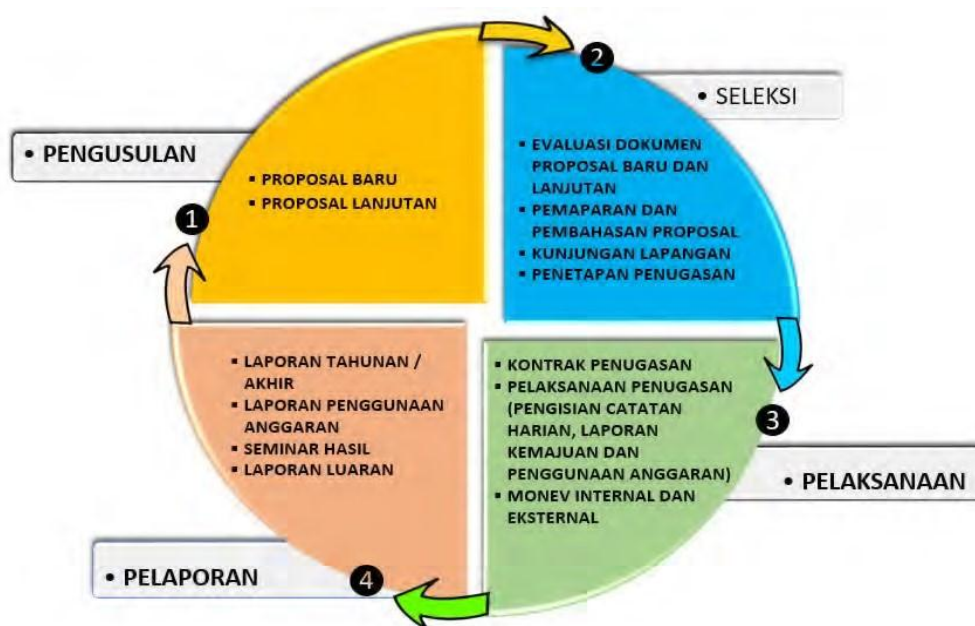 • PENGUSULAN
1
▪ PROPOSAL BARU
▪ PROPOSAL LANJUTAN
2
• SELEKSI
▪ EVALUASI DOKUMEN
PROPOSAL BARU DAN
LANJUTAN
▪ PEMAPARAN DAN
PEMBAHASAN PROPOSAL
▪ KUNJUNGAN LAPANGAN
▪ PENETAPAN PENUGASAN
3
• PELAKSANAAN
▪ KONTRAK PENUGASAN
▪ PELAKSANAAN PENUGASAN
(PENGISIAN CATATAN
HARIAN, LAPORAN
KEMAJUAN DAN
PENGGUNAAN ANGGARAN)
▪ MONEV INTERNAL DAN
EKSTERNAL
4
• PELAPORAN
▪ LAPORAN TAHUNAN /
AKHIR
▪ LAPORAN PENGGUNAAN
ANGGARAN
▪ SEMINAR HASIL
▪ LAPORAN LUARAN